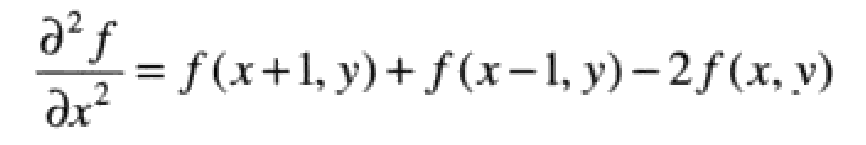 ∂²f/∂x² = f(x+1, y)+ f(x−1, y)−2f(x, y)